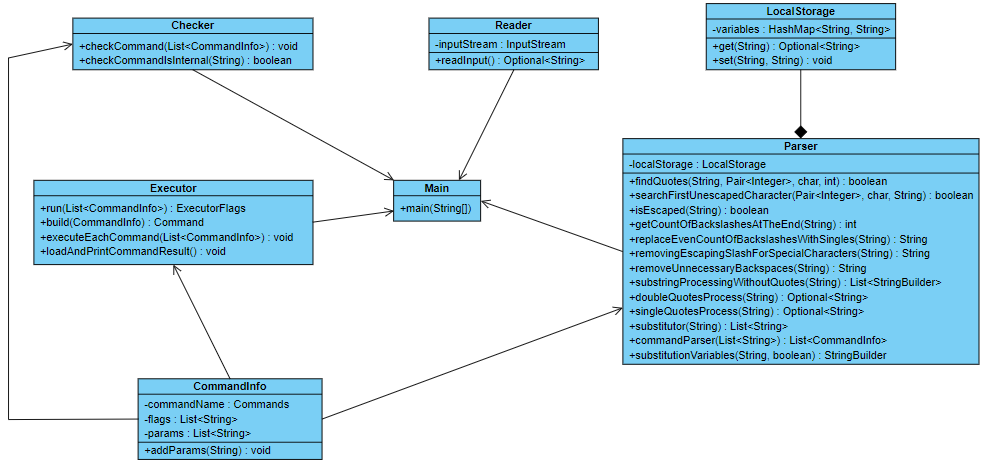 Checker
+checkCommand(List<CommandInfo>) : void
+checkCommandIsInternal(String) : boolean
Reader
-inputStream : InputStream
+readInput() : Optional<String>
LocalStorage
-variables : HashMap<String, String>
+get(String) : Optional<String>
+set(String, String) : void
Parser
-localStorage : LocalStorage
+findQuotes(String, Pair<Integer>, char, int) : boolean
+searchFirstUnescapedCharacter(Pair<Integer>, char, String) : boolean
+isEscaped(String) : boolean
+getCountOfBackslashesAtTheEnd(String) : int
+replaceEvenCountOfBackslashesWithSingles(String) : String
+removingEscapingSlashForSpecialCharacters(String) : String
+removeUnnecessaryBackspaces(String) : String
+substringProcessingWithoutQuotes(String) : List<StringBuilder>
+doubleQuotesProcess(String) : Optional<String>
+singleQuotesProcess(String) : Optional<String>
+substitutor(String) : List<String>
+commandParser(List<String>) : List<CommandInfo>
+substitutionVariables(String, boolean) : StringBuilder
Executor
+run(List<CommandInfo>) : ExecutorFlags
+build(CommandInfo) : Command
+executeEachCommand(List<CommandInfo>) : void
+loadAndPrintCommandResult() : void
Main
+main(String[])
CommandInfo
-commandName : Commands
-flags : List<String>
-params : List<String>
+addParams(String) : void